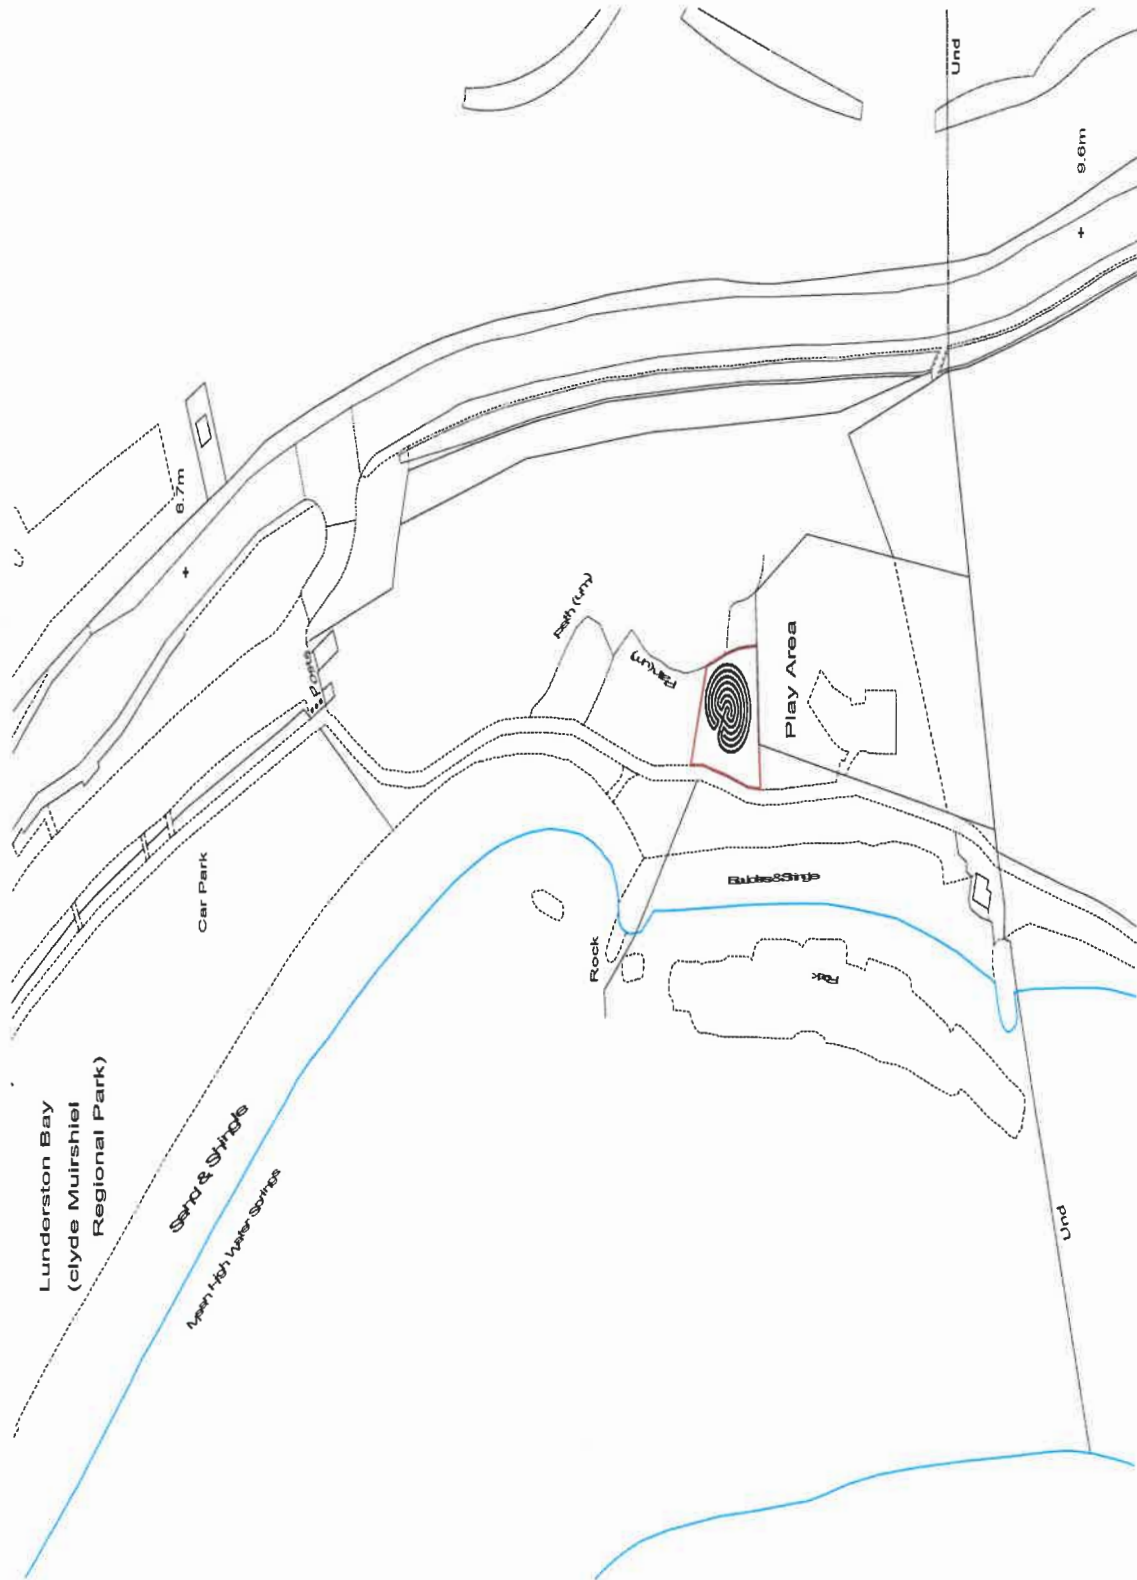 Lunderston Bay
(clyde Muirshiel
Regional Park)
Car Park
Sand & Shingle
Mean High Water Springs
6.7m
Posts
path (um)
Path (um)
Play Area
Boulders & Shingle
Rock
Rock
Und
9.6m
Und